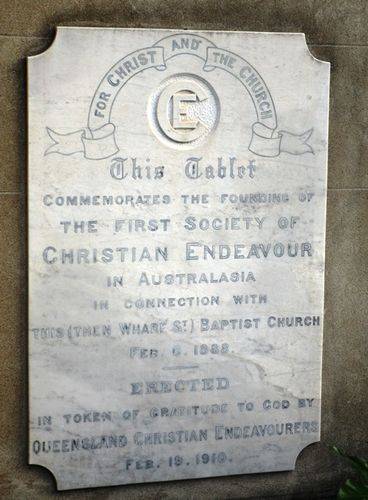 FOR CHRIST AND THE CHURCH
CE
This Tablet
COMMEMORATES THE FOUNDING OF
THE FIRST SOCIETY OF
CHRISTIAN ENDEAVOUR
IN AUSTRALASIA
IN CONNECTION WITH
THIS (THEN WHARF ST) BAPTIST CHURCH
FEB. 6. 1888.
ERECTED
IN TOKEN OF GRATITUDE TO GOD BY
QUEENSLAND CHRISTIAN ENDEAVOURERS
FEB. 19. 1910.